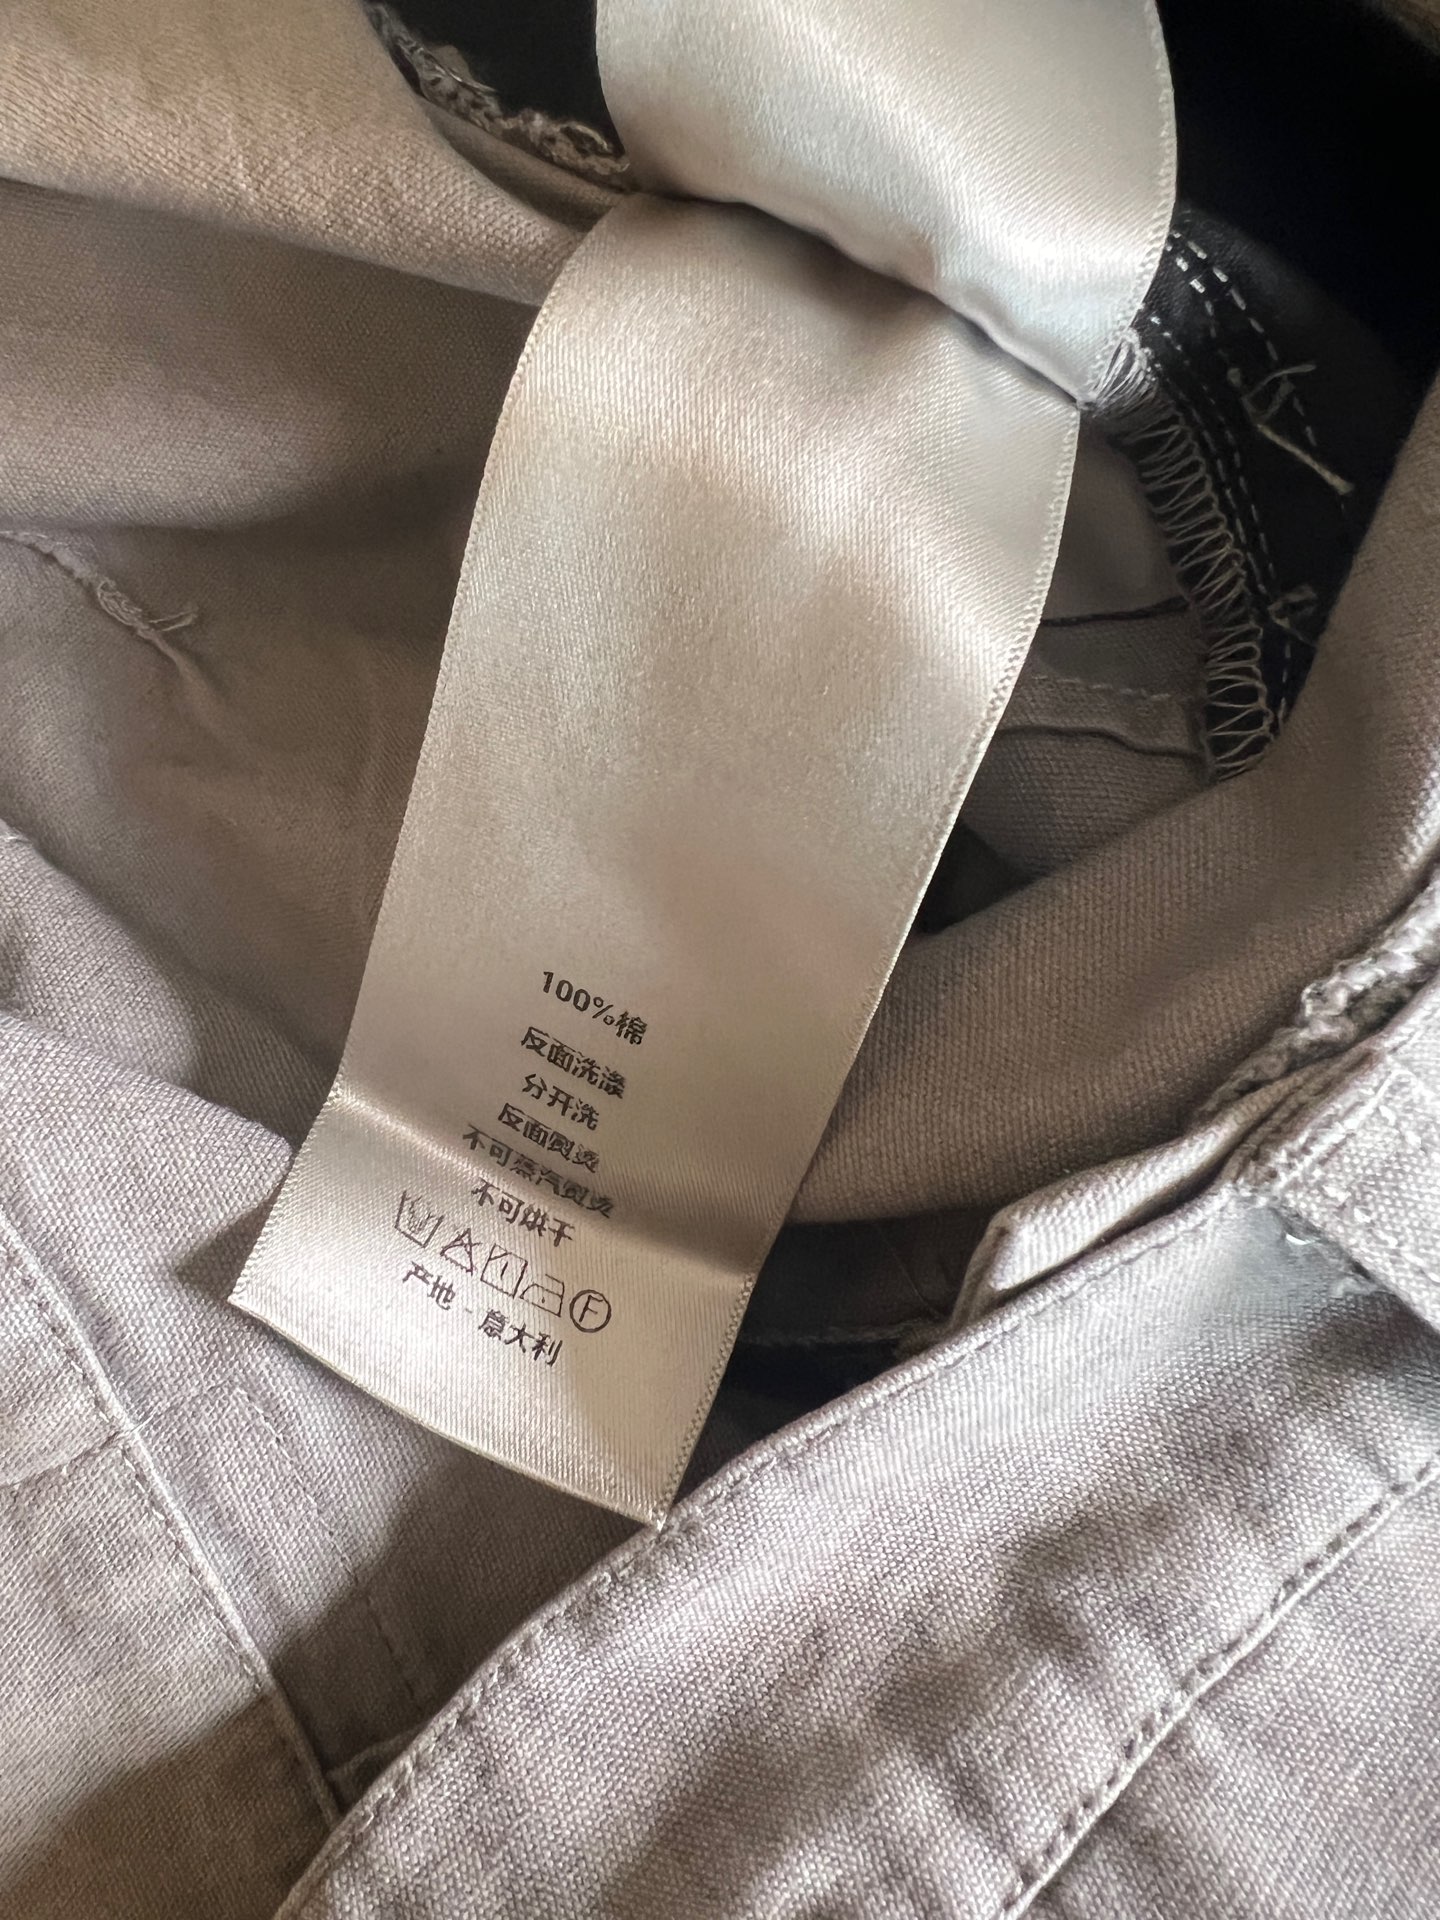 100%棉
反面洗涤
分开洗
反面熨烫
不可蒸汽熨烫
不可烘干
F
产地 - 意大利